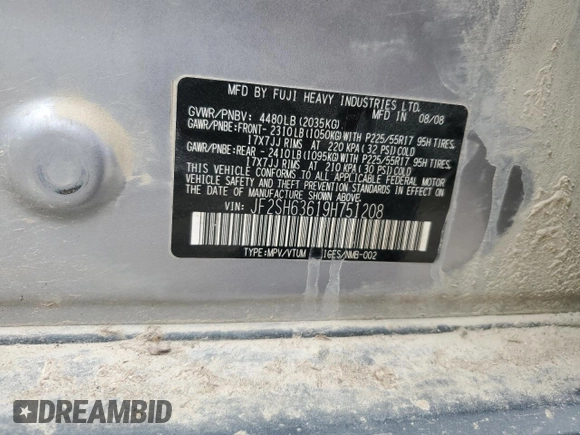 MFD BY FUJI HEAVY INDUSTRIES LTD.
GVWR/PNBV: 4480LB(2035KG) MFD IN 08/08
GAWR/PNBE:FRONT- 2310LB(1050KG)WITH P225/55R17 95H TIRES,
17X7JJ RIMS AT 220 KPA(32 PSI)COLD
GAWR/PNBE:REAR - 2410LB(1095KG)WITH P225/55R17 95H TIRES,
17X7JJ RIMS AT 210 KPA(30 PSI)COLD
THIS VEHICLE CONFORMS TO ALL APPLICABLE FEDERAL MOTOR
VEHICLE SAFETY AND THEFT PREVENTION STANDARDS IN EFFECT
ON THE DATE OF MANUFACTURE SHOWN ABOVE.
VIN: JF2SH63619H751208
TYPE:MPV/VTUM IGES/NMB-002
DREAMBID